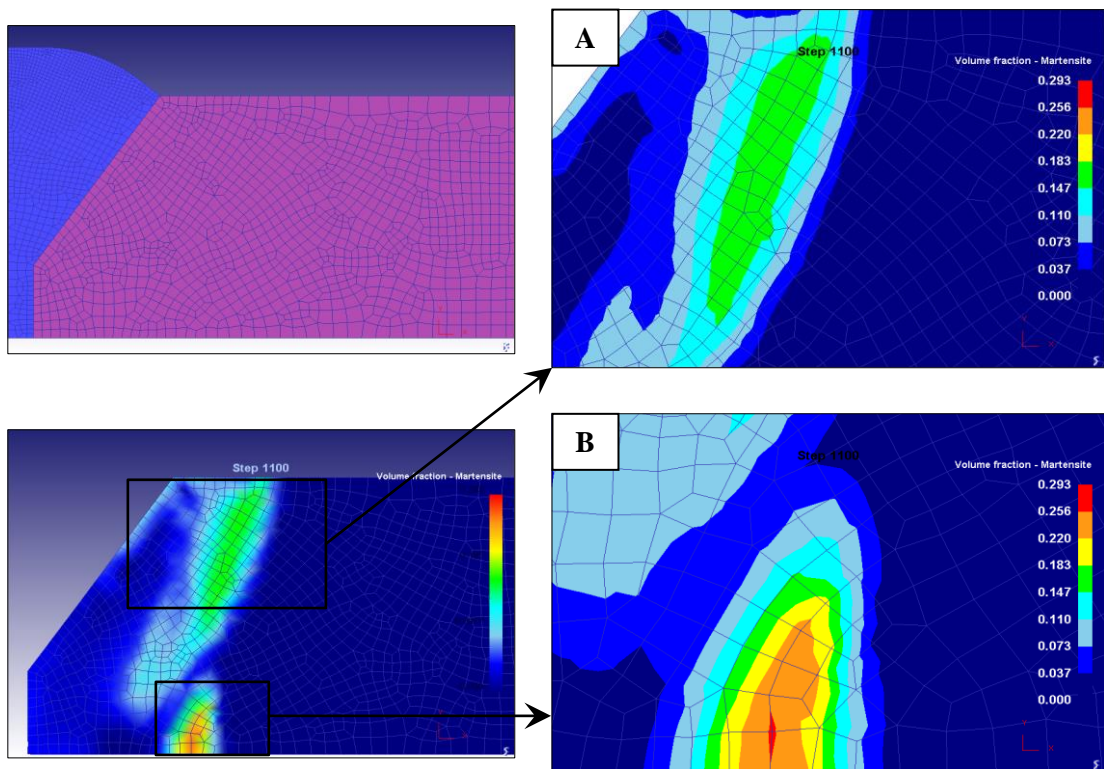 A
Step 1100
Volume fraction - Martensite
0.293
0.256
0.220
0.183
0.147
0.110
0.073
0.037
0.000
Y
X
Step 1100
Volume fraction - Martensite
B
Step 1100
Volume fraction - Martensite
0.293
0.256
0.220
0.183
0.147
0.110
0.073
0.037
0.000
Y
X